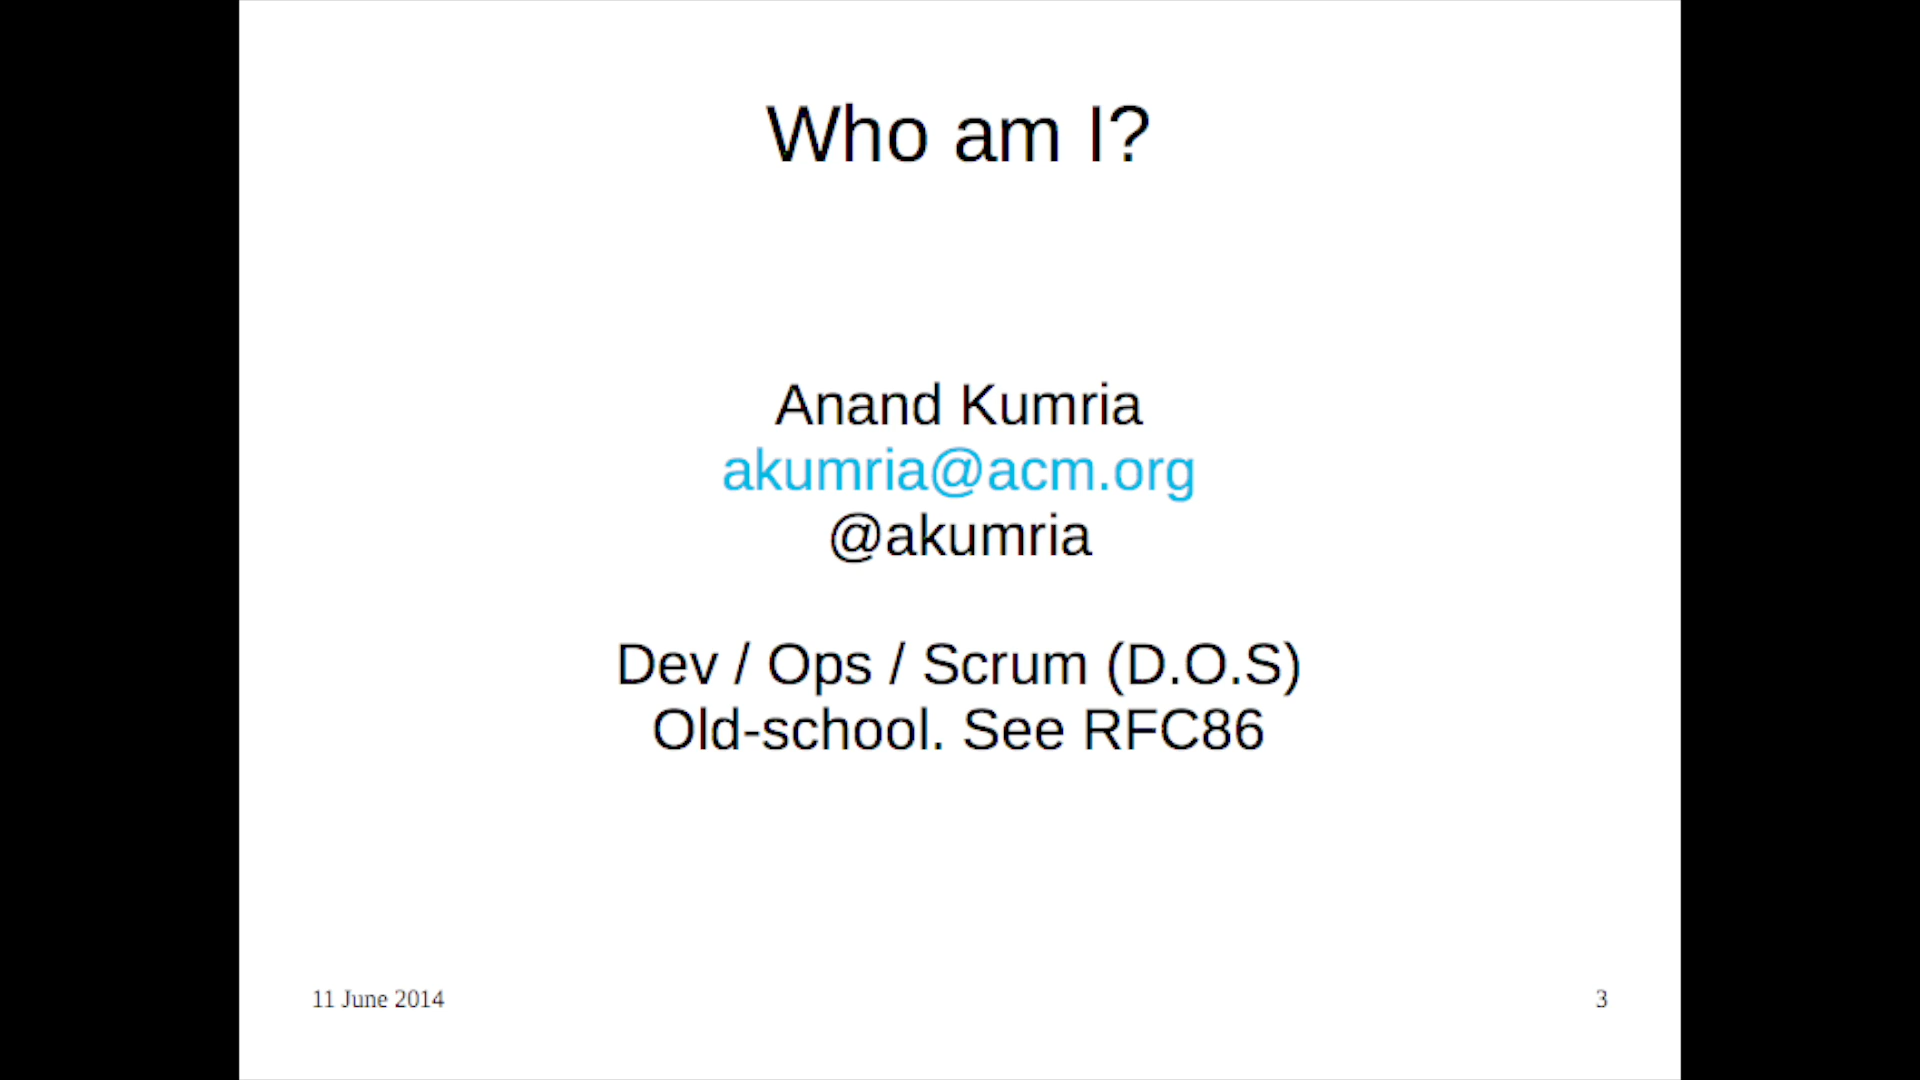 Who am I?
Anand Kumria
akumria@acm.org
@akumria
Dev / Ops / Scrum (D.O.S)
Old-school. See RFC86
11 June 2014
3